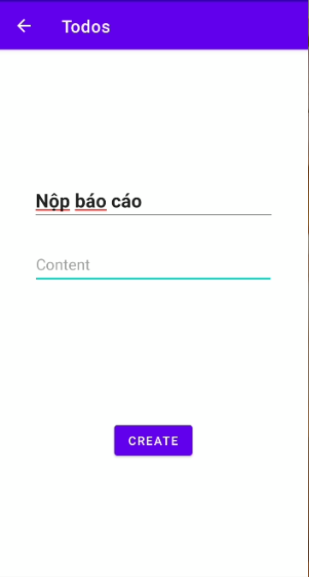 Todos
Nộp báo cáo
Content
CREATE